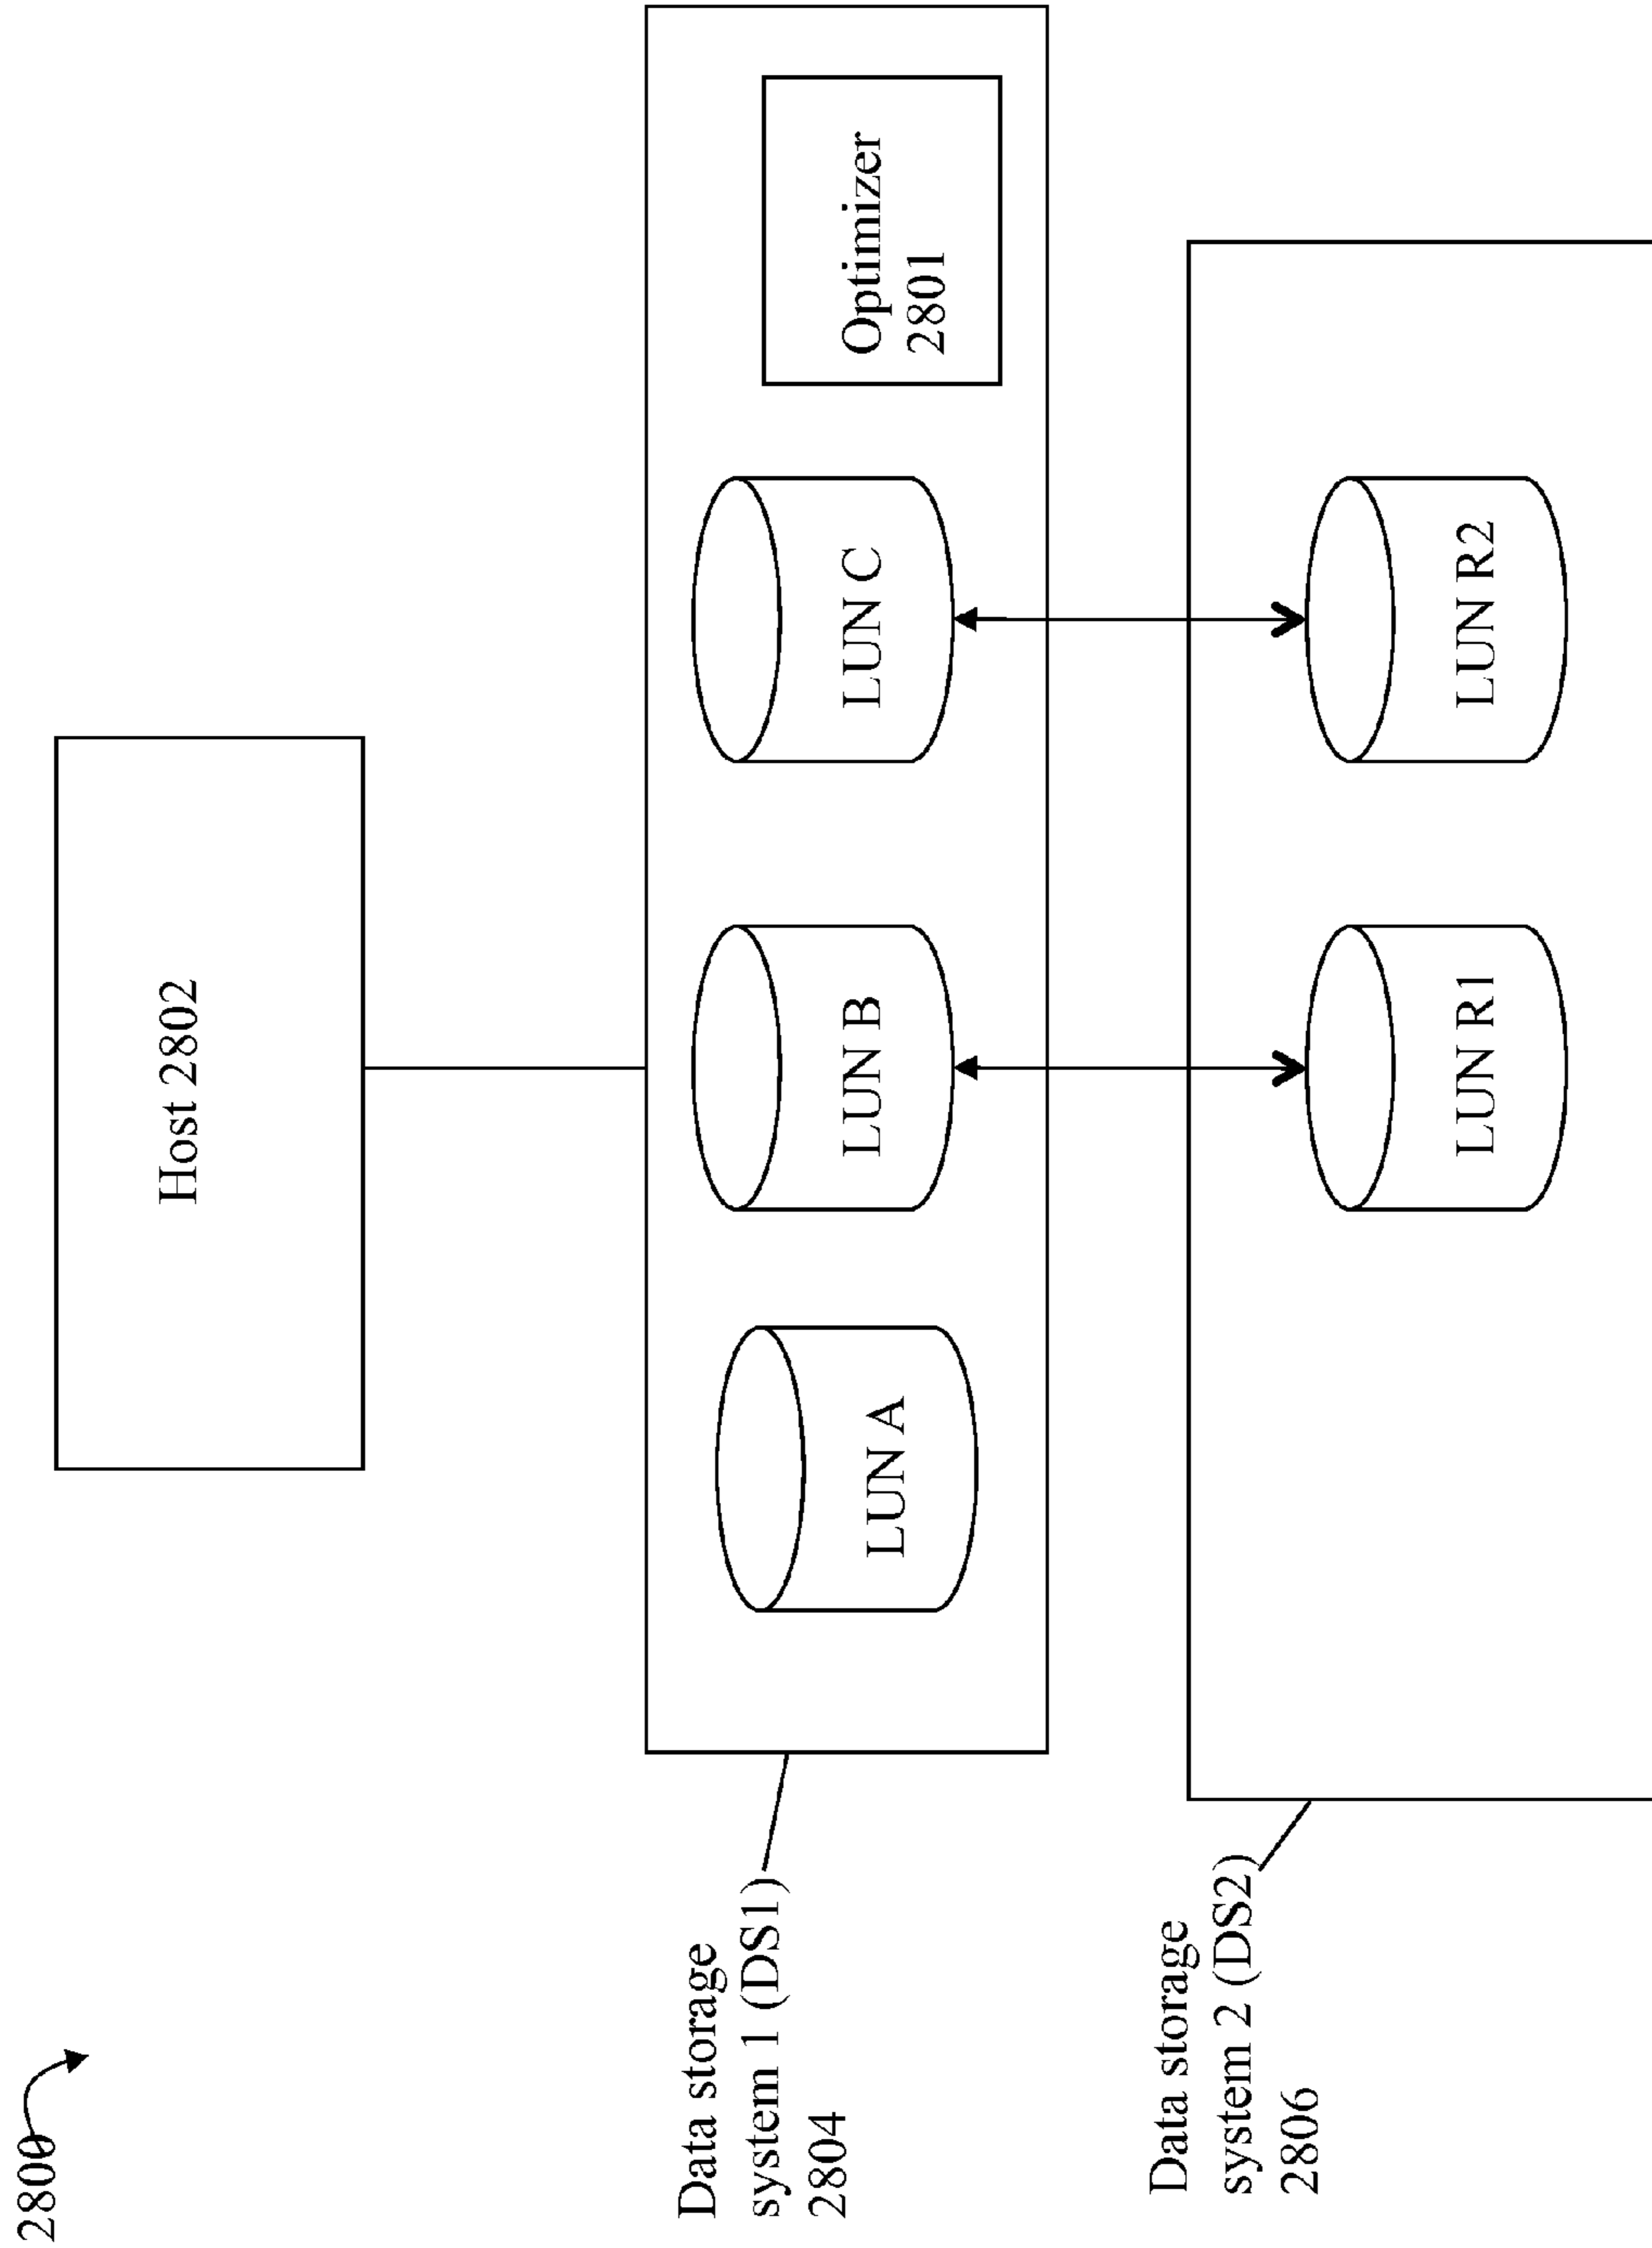 2800
Host 2802
Data storage
system 1 (DS1)
2804
LUN A
LUN B
LUN C
Optimizer
2801
Data storage
system 2 (DS2)
2806
LUN R1
LUN R2